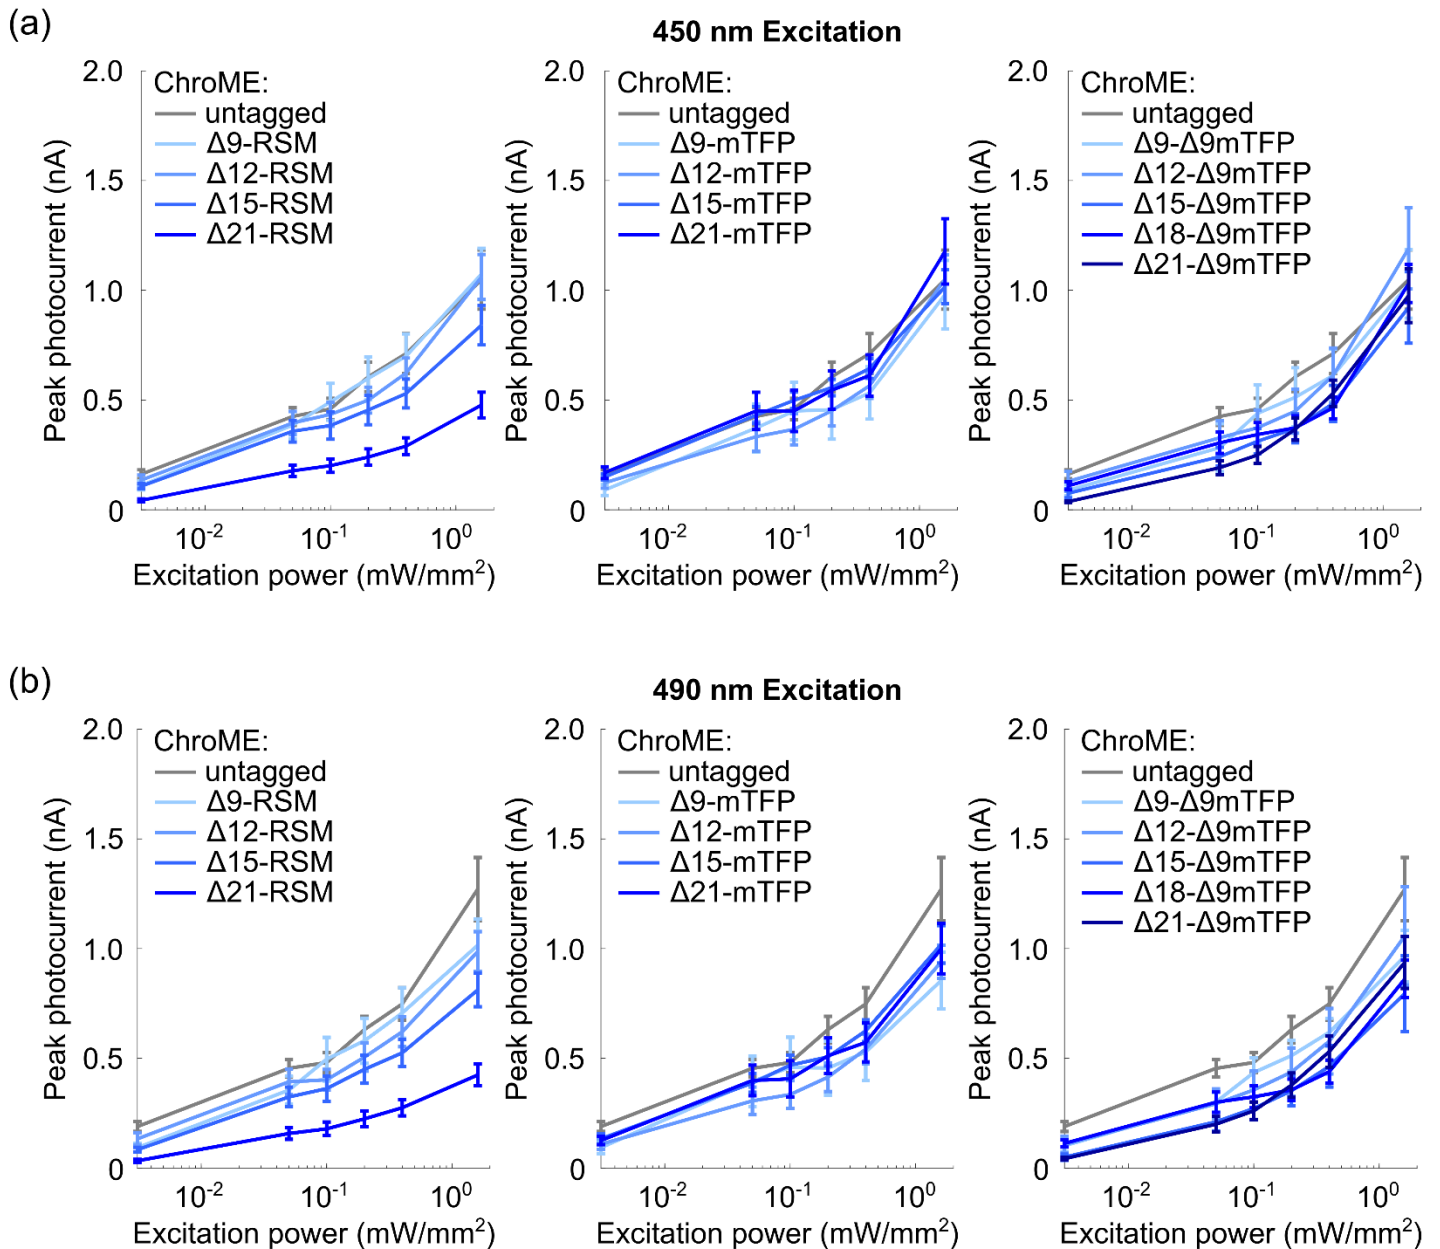 (a)
450 nm Excitation
Peak photocurrent (nA)
2.0
1.5
1.0
0.5
0
ChroME:
untagged
Δ9-RSM
Δ12-RSM
Δ15-RSM
Δ21-RSM
10⁻² 10⁻¹ 10⁰
Excitation power (mW/mm²)
Peak photocurrent (nA)
2.0
1.5
1.0
0.5
0
ChroME:
untagged
Δ9-mTFP
Δ12-mTFP
Δ15-mTFP
Δ21-mTFP
10⁻² 10⁻¹ 10⁰
Excitation power (mW/mm²)
Peak photocurrent (nA)
2.0
1.5
1.0
0.5
0
ChroME:
untagged
Δ9-Δ9mTFP
Δ12-Δ9mTFP
Δ15-Δ9mTFP
Δ18-Δ9mTFP
Δ21-Δ9mTFP
10⁻² 10⁻¹ 10⁰
Excitation power (mW/mm²)
(b)
490 nm Excitation
Peak photocurrent (nA)
2.0
1.5
1.0
0.5
0
ChroME:
untagged
Δ9-RSM
Δ12-RSM
Δ15-RSM
Δ21-RSM
10⁻² 10⁻¹ 10⁰
Excitation power (mW/mm²)
Peak photocurrent (nA)
2.0
1.5
1.0
0.5
0
ChroME:
untagged
Δ9-mTFP
Δ12-mTFP
Δ15-mTFP
Δ21-mTFP
10⁻² 10⁻¹ 10⁰
Excitation power (mW/mm²)
Peak photocurrent (nA)
2.0
1.5
1.0
0.5
0
ChroME:
untagged
Δ9-Δ9mTFP
Δ12-Δ9mTFP
Δ15-Δ9mTFP
Δ18-Δ9mTFP
Δ21-Δ9mTFP
10⁻² 10⁻¹ 10⁰
Excitation power (mW/mm²)